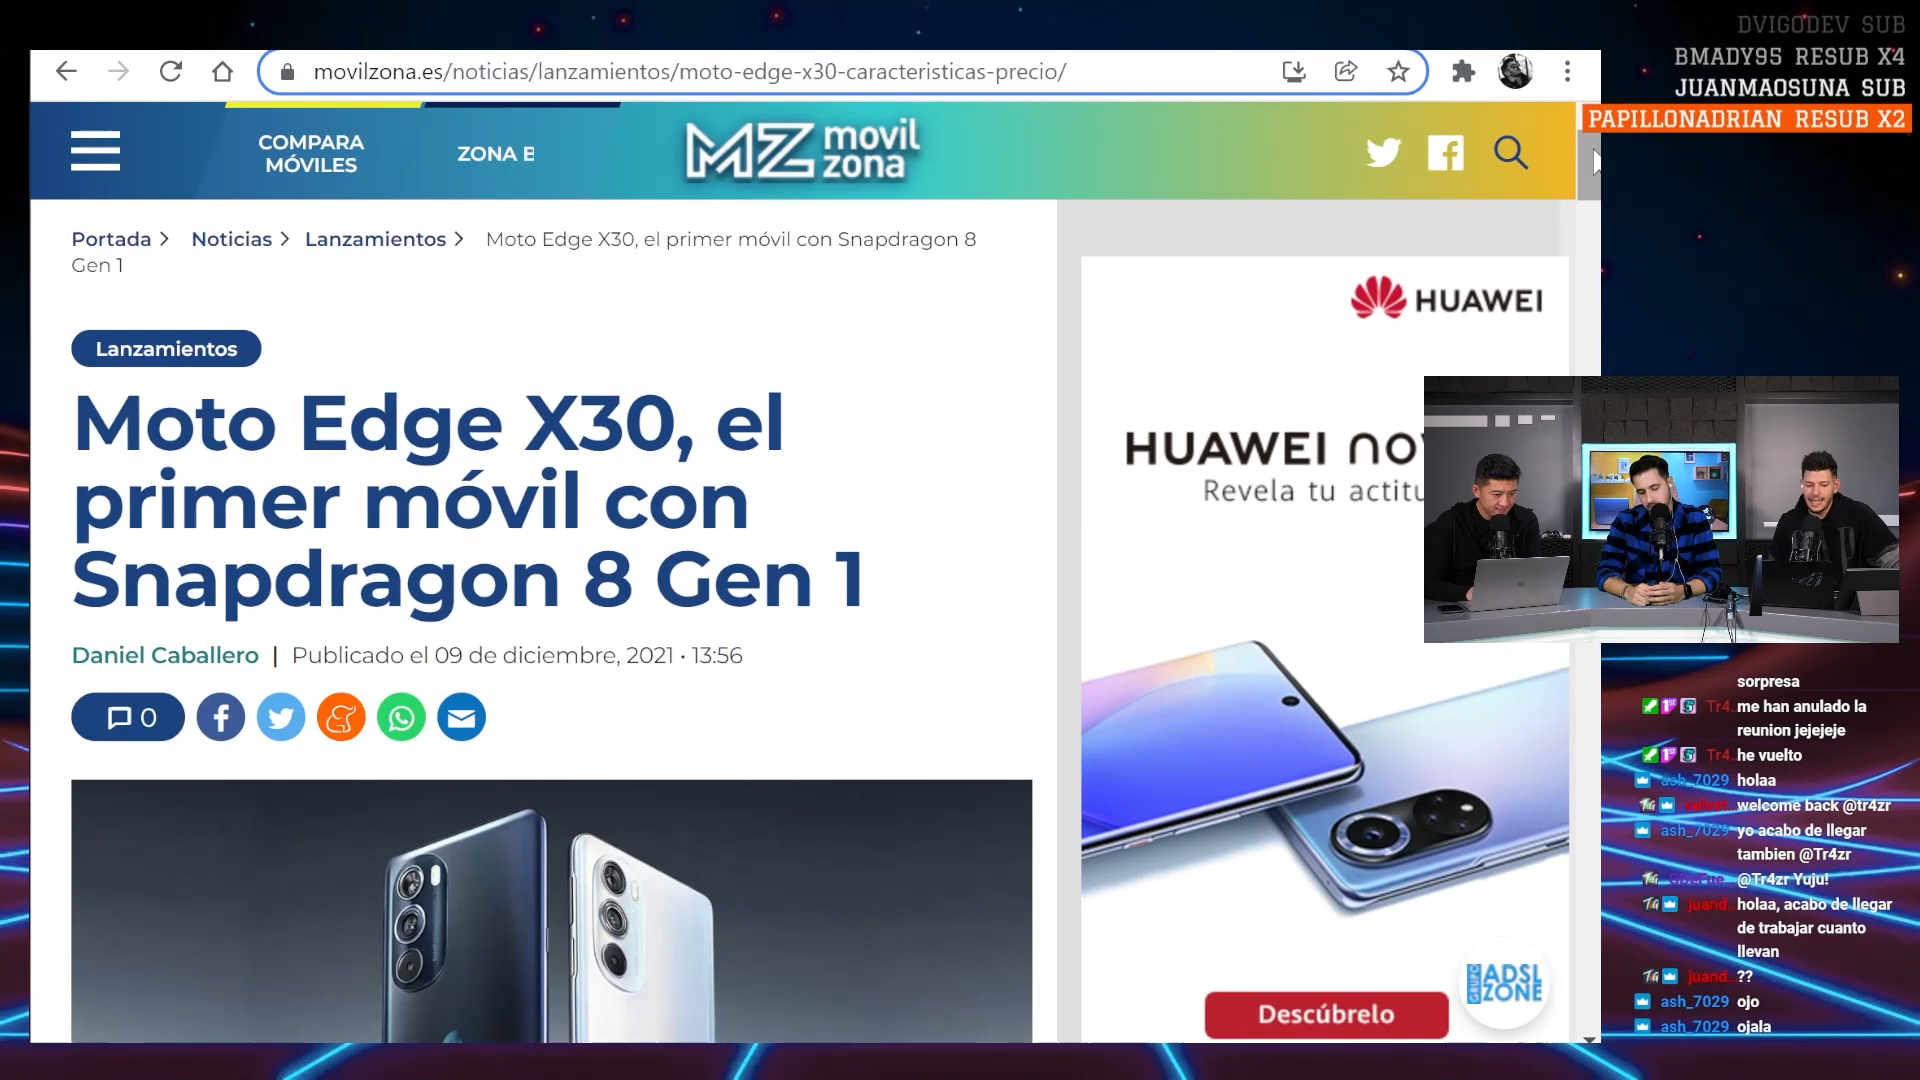 DVIGODEV SUB
BMADY95 RESUB X4
JUANMAOSUNA SUB
PAPILLONADRIAN RESUB X2
movilzona.es/noticias/lanzamientos/moto-edge-x30-caracteristicas-precio/
COMPARA
MÓVILES
ZONA B
MZ movil
zona
Portada > Noticias > Lanzamientos > Moto Edge X30, el primer móvil con Snapdragon 8
Gen 1
Lanzamientos
Moto Edge X30, el
primer móvil con
Snapdragon 8 Gen 1
Daniel Caballero | Publicado el 09 de diciembre, 2021 • 13:56
0
HUAWEI
HUAWEI no
Revela tu actitu
Descúbrelo
GRUPO
ADSL
ZONE
sorpresa
Tr4.. me han anulado la
reunion jejejeje
Tr4.. he vuelto
ash_7029 holaa
welcome back @tr4zr
ash_7029 yo acabo de llegar
tambien @Tr4zr
@Tr4zr Yuju!
juand.. holaa, acabo de llegar
de trabajar cuanto
llevan
juand.. ??
ash_7029 ojo
ash_7029 ojala